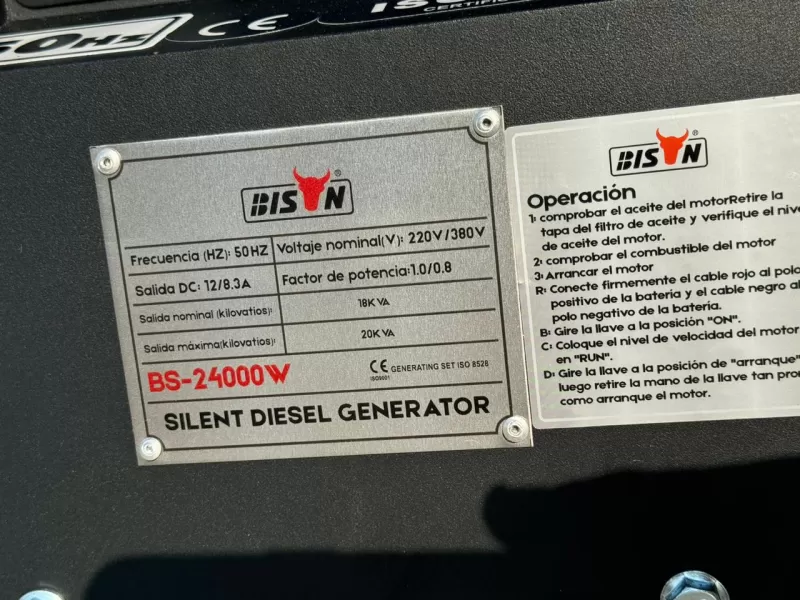 50HZ CE
CERTIFIC
BISON®
Frecuencia (HZ): 50HZ
Voltaje nominal(V): 220V/380V
Salida DC: 12/8.3A
Factor de potencia:1.0/0.8
Salida nominal (kilovatios):
18KVA
Salida máxima(kilovatios):
20KVA
BS-24000W
CE GENERATING SET ISO 8528
ISO9001
SILENT DIESEL GENERATOR
BISON®
Operación
1: comprobar el aceite del motorRetire la
tapa del filtro de aceite y verifique el nive
de aceite del motor.
2: comprobar el combustible del motor
3: Arrancar el motor
R: Conecte firmemente el cable rojo al polo
positivo de la batería y el cable negro al
polo negativo de la batería.
B: Gire la llave a la posición "ON".
C: Coloque el nivel de velocidad del motor
en "RUN".
D: Gire la llave a la posición de "arranque"
luego retire la mano de la llave tan pron
como arranque el motor.